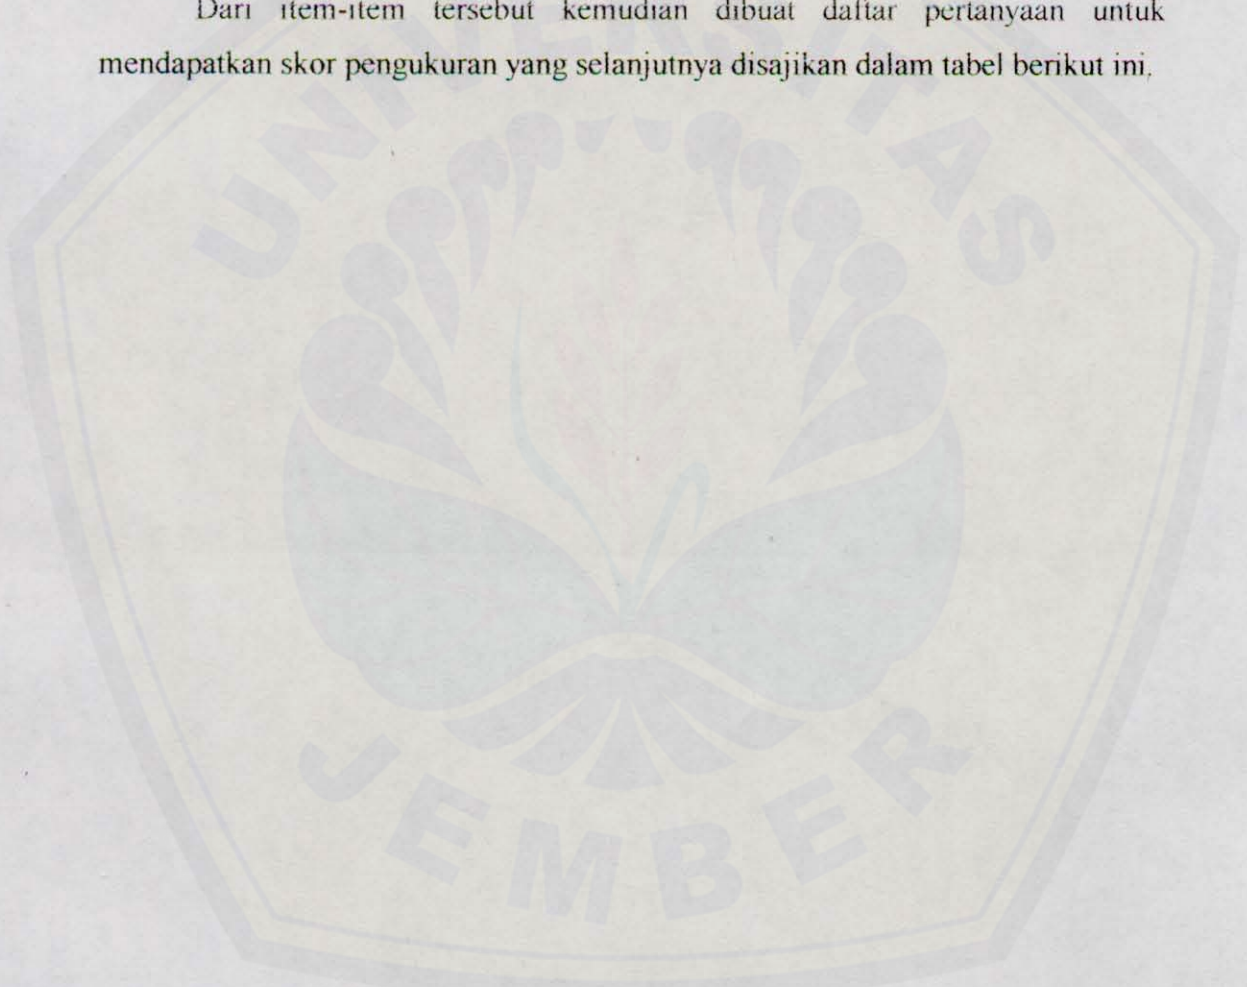 Dari item-item tersebut kemudian dibuat daftar pertanyaan untuk
mendapatkan skor pengukuran yang selanjutnya disajikan dalam tabel berikut ini.
UNIVERSITAS
JEMBER